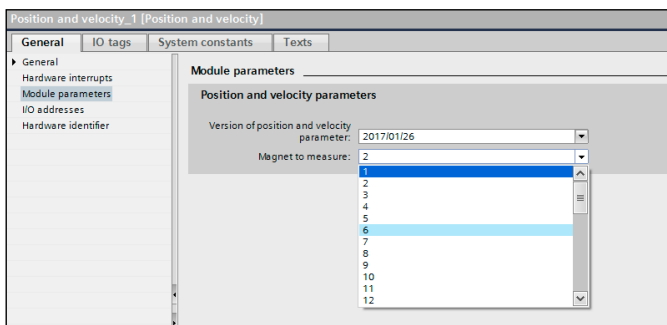 Position and velocity_1 [Position and velocity]
General
IO tags
System constants
Texts
General
Hardware interrupts
Module parameters
I/O addresses
Hardware identifier
Module parameters
Position and velocity parameters
Version of position and velocity
parameter: 2017/01/26
Magnet to measure: 2
1
2
3
4
5
6
7
8
9
10
11
12